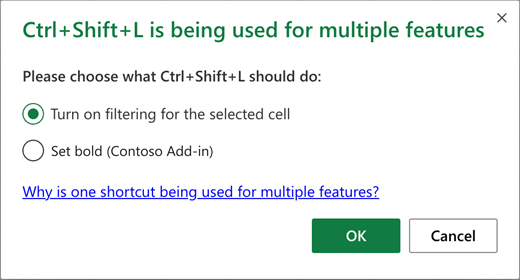 Ctrl+Shift+L is being used for multiple features
Please choose what Ctrl+Shift+L should do:
Turn on filtering for the selected cell
Set bold (Contoso Add-in)
Why is one shortcut being used for multiple features?
OK
Cancel